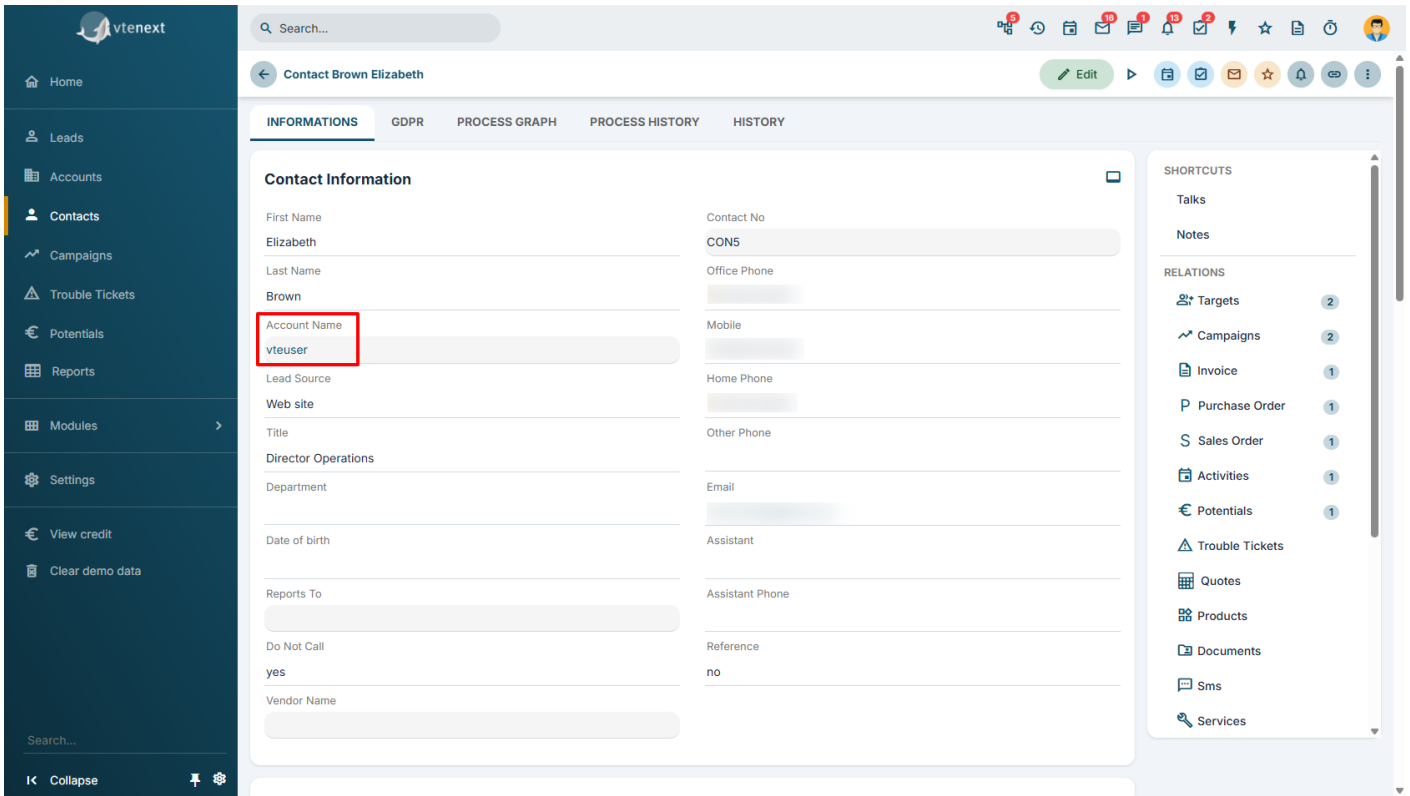 vtenext
Search...
5
16
1
13
2
Home
Contact Brown Elizabeth
Edit
INFORMATIONS GDPR PROCESS GRAPH PROCESS HISTORY HISTORY
Leads
Accounts
Contacts
Campaigns
Trouble Tickets
Potentials
Reports
Modules
Settings
View credit
Clear demo data
Search...
Collapse
Contact Information
First Name
Elizabeth
Last Name
Brown
Account Name
vteuser
Lead Source
Web site
Title
Director Operations
Department
Date of birth
Reports To
Do Not Call
yes
Vendor Name
Contact No
CON5
Office Phone
Mobile
Home Phone
Other Phone
Email
Assistant
Assistant Phone
Reference
no
SHORTCUTS
Talks
Notes
RELATIONS
Targets 2
Campaigns 2
Invoice 1
P Purchase Order 1
S Sales Order 1
Activities 1
Potentials 1
Trouble Tickets
Quotes
Products
Documents
Sms
Services